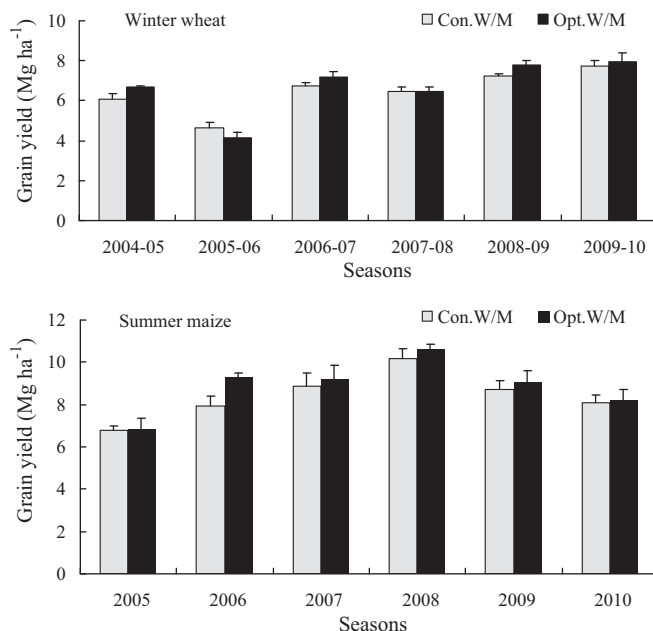 Winter wheat
Con.W/M Opt.W/M
Grain yield (Mg ha⁻¹)
10
8
6
4
2
0
2004-05 2005-06 2006-07 2007-08 2008-09 2009-10
Seasons
Summer maize
Con.W/M Opt.W/M
Grain yield (Mg ha⁻¹)
12
10
8
6
4
2
0
2005 2006 2007 2008 2009 2010
Seasons